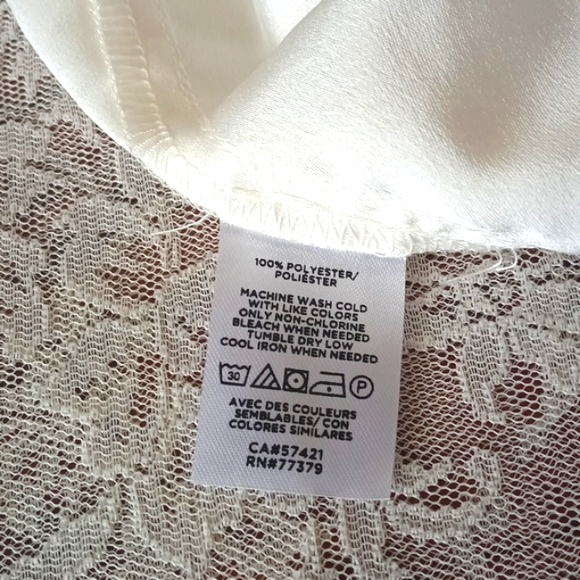 100% POLYESTER/
POLIÉSTER
MACHINE WASH COLD
WITH LIKE COLORS
ONLY NON-CHLORINE
BLEACH WHEN NEEDED
TUMBLE DRY LOW
COOL IRON WHEN NEEDED
30 P
AVEC DES COULEURS
SEMBLABLES/ CON
COLORES SIMILARES
CA#57421
RN#77379